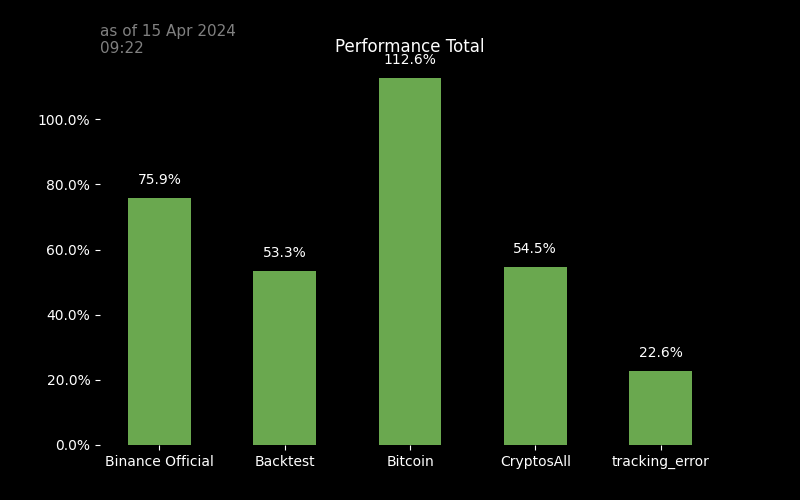 as of 15 Apr 2024
09:22
Performance Total
112.6%
100.0%
75.9%
80.0%
53.3%
54.5%
60.0%
40.0%
22.6%
20.0%
0.0%
Binance Official
Backtest
Bitcoin
CryptosAll
tracking_error